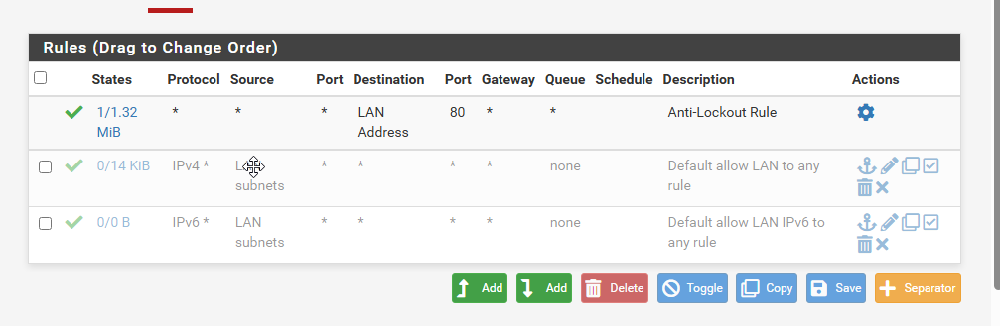 Rules (Drag to Change Order)
States Protocol Source Port Destination Port Gateway Queue Schedule Description Actions
1/1.32 * * * LAN 80 * * Anti-Lockout Rule
MiB Address
0/14 KiB IPv4 * * * * * none Default allow LAN to any
subnets rule
0/0 B IPv6 * LAN * * * * none Default allow LAN IPv6 to
subnets any rule
Add Add Delete Toggle Copy Save Separator